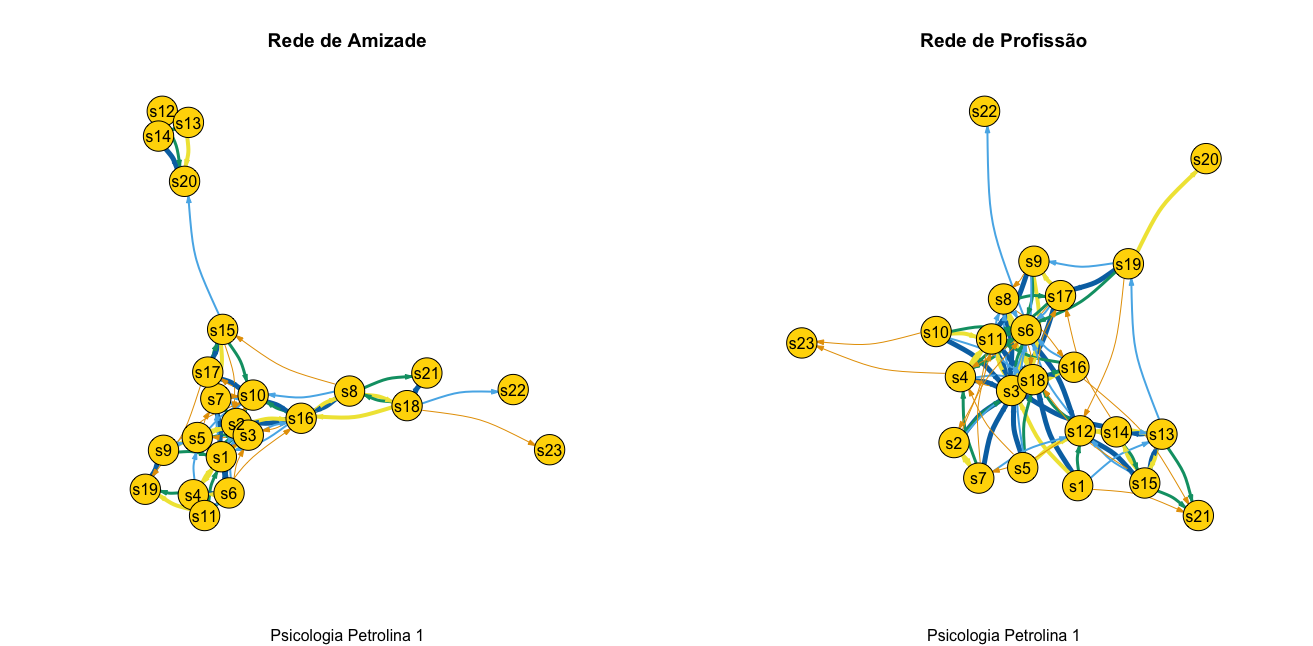 Rede de Amizade
s12
s13
s14
s20
s15
s17
s7
s10
s8
s21
s18
s22
s16
s2
s3
s5
s9
s1
s23
s19
s4
s6
s11
Psicologia Petrolina 1
Rede de Profissão
s22
s20
s9
s19
s8
s17
s10
s11
s6
s23
s4
s3
s18
s16
s2
s12
s14
s13
s7
s5
s1
s15
s21
Psicologia Petrolina 1